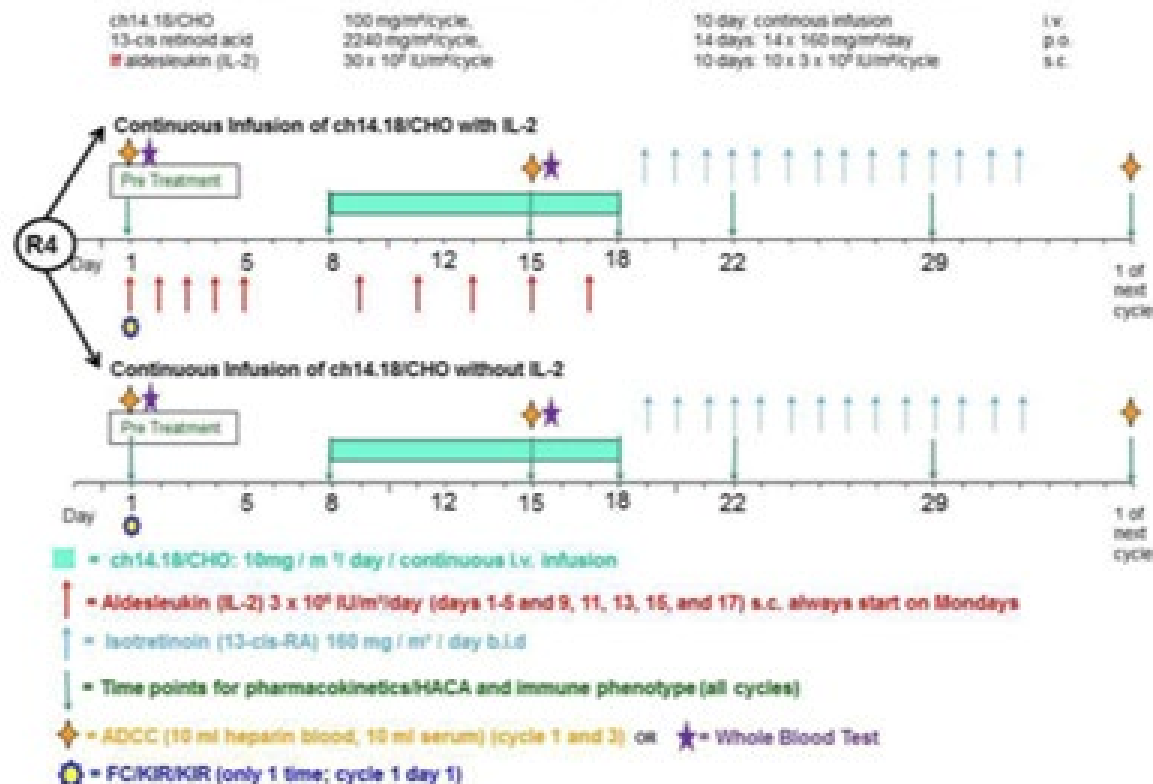 ch14.18/CHO 100 mg/m²/cycle, 10 day: continous infusion i.v.
13-cis retinoid acid 2240 mg/m²/cycle, 14 days: 14 x 160 mg/m²/day p.o.
If aldesleukin (IL-2) 30 x 10⁶ IU/m²/cycle 10 days: 10 x 3 x 10⁶ IU/m²/cycle s.c.
Continuous Infusion of ch14.18/CHO with IL-2
Pre Treatment
R4
Day 1 5 8 12 15 18 22 29
1 of
next
cycle
Continuous Infusion of ch14.18/CHO without IL-2
Pre Treatment
Day 1 5 8 12 15 18 22 29
1 of
next
cycle
= ch14.18/CHO: 10mg / m²/ day / continuous i.v. infusion
= Aldesleukin (IL-2) 3 x 10⁶ IU/m²/day (days 1-5 and 9, 11, 13, 15, and 17) s.c. always start on Mondays
= Isotretinoin (13-cis-RA) 160 mg / m² / day b.i.d
= Time points for pharmacokinetics/HACA and immune phenotype (all cycles)
= ADCC (10 ml heparin blood, 10 ml serum) (cycle 1 and 3) OR = Whole Blood Test
= FC/KIR/KIR (only 1 time; cycle 1 day 1)